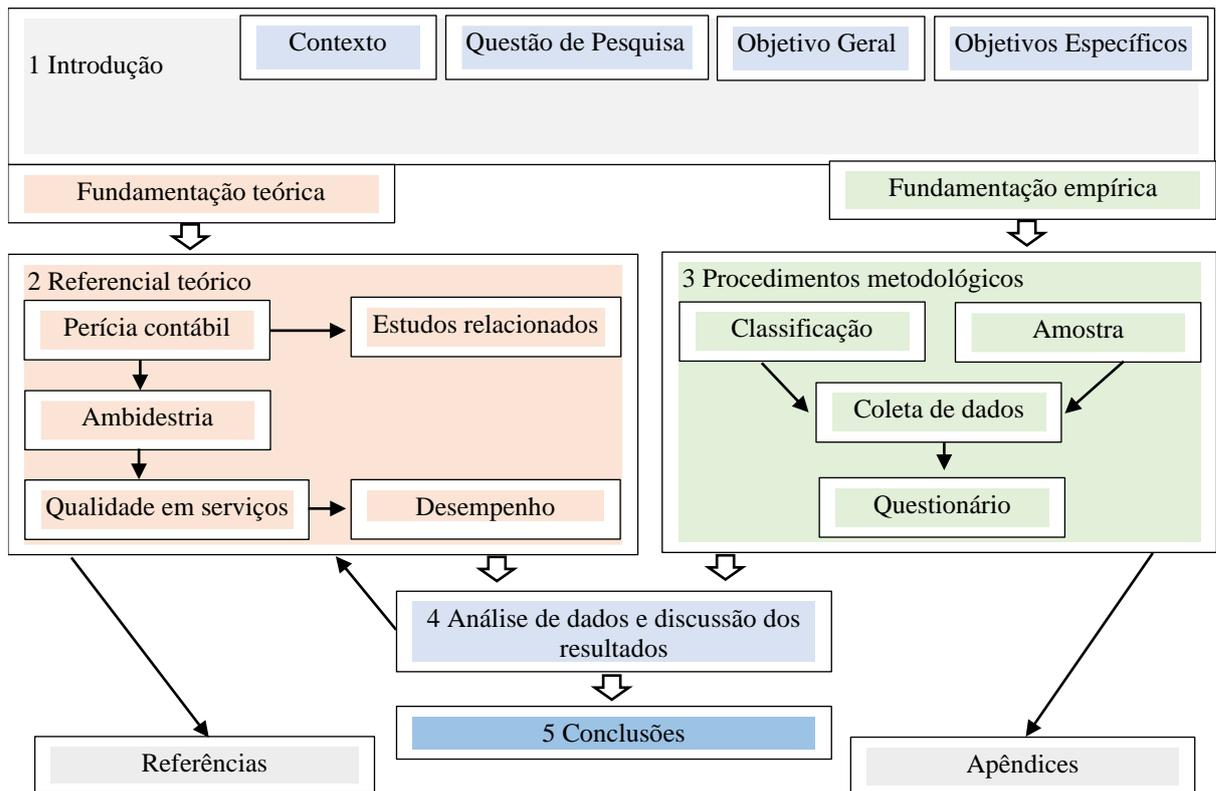 1 Introdução
Contexto
Questão de Pesquisa
Objetivo Geral
Objetivos Específicos
Fundamentação teórica
Fundamentação empírica
2 Referencial teórico
Perícia contábil
Estudos relacionados
Ambidestria
Qualidade em serviços
Desempenho
3 Procedimentos metodológicos
Classificação
Amostra
Coleta de dados
Questionário
4 Análise de dados e discussão dos
resultados
5 Conclusões
Referências
Apêndices